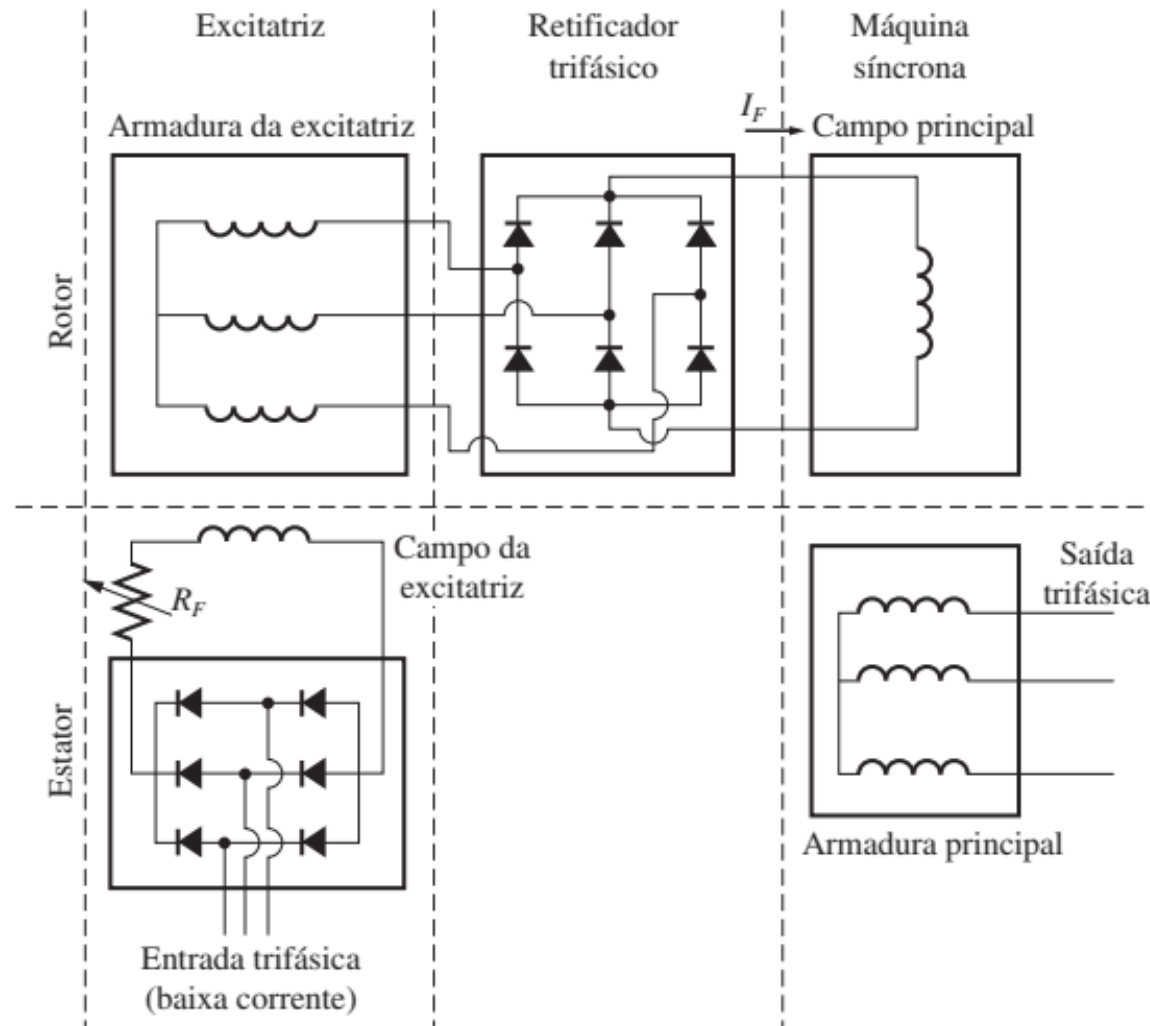 Excitatriz
Retificador
trifásico
Máquina
síncrona
Armadura da excitatriz
I_F
Campo principal
Rotor
Campo da
excitatriz
R_F
Estator
Entrada trifásica
(baixa corrente)
Saída
trifásica
Armadura principal